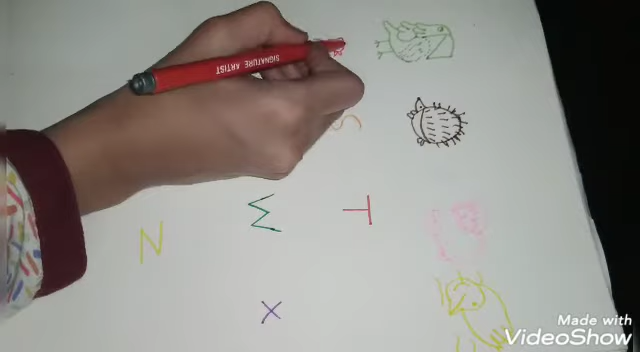 S T
W X
Z
SIGNATURE ARTIST
Made with
VideoShow